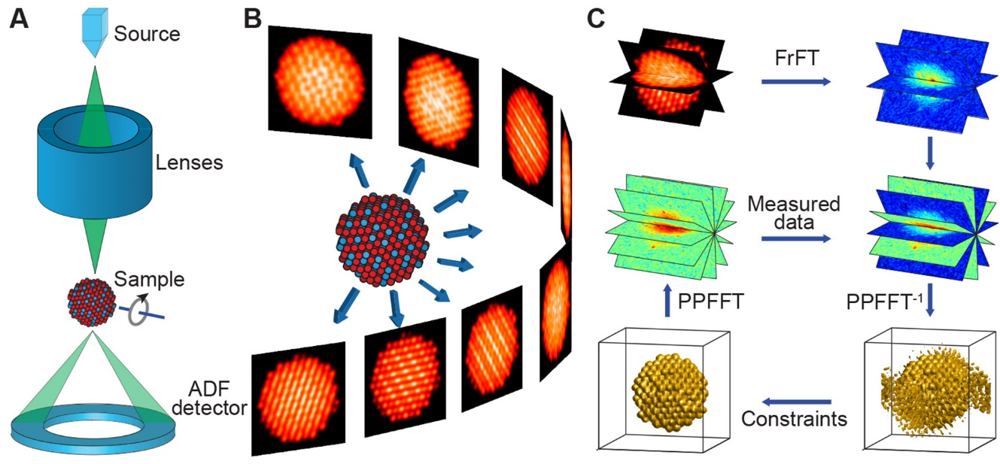 A
Source
Lenses
Sample
ADF
detector
B
C
FrFT
Measured
data
PPFFT
PPFFT-1
Constraints